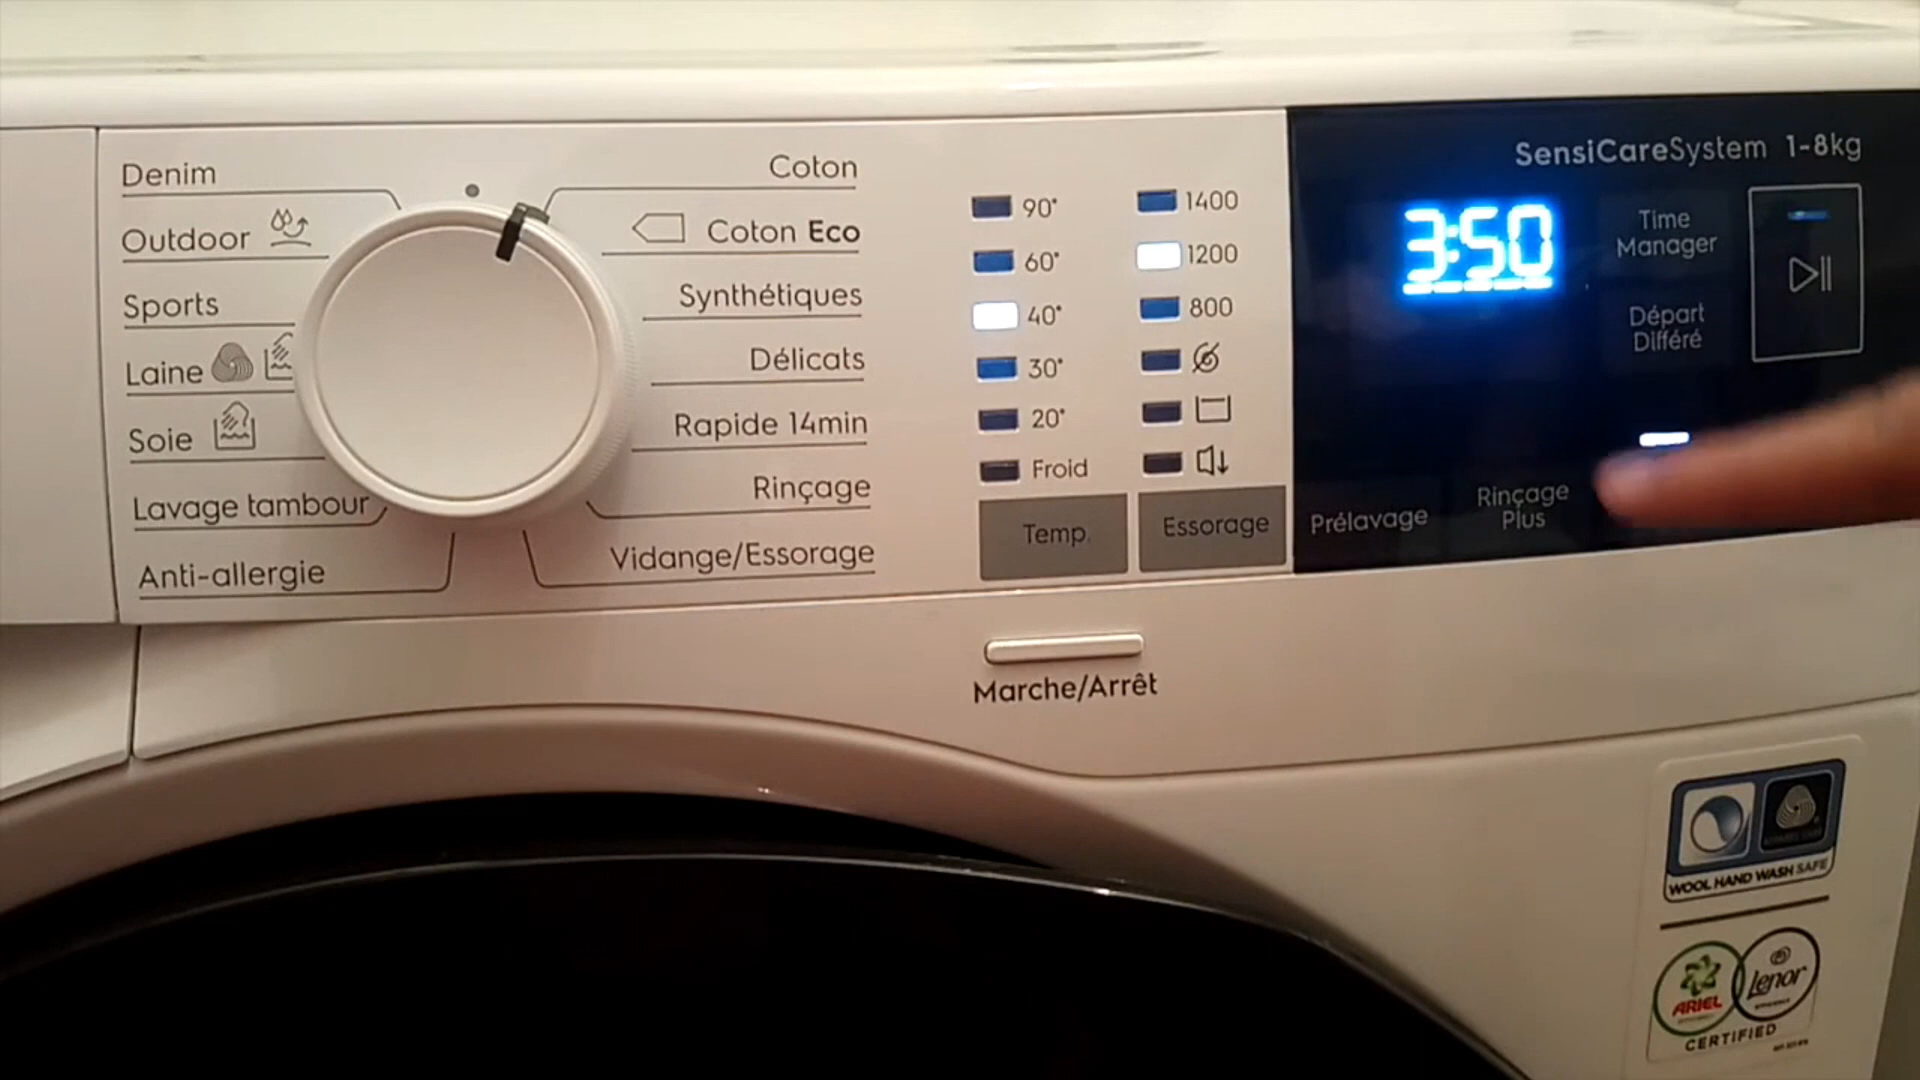 Denim
Outdoor
Sports
Laine
Soie
Lavage tambour
Anti-allergie
Coton
Coton Eco
Synthétiques
Délicats
Rapide 14min
Rinçage
Vidange/Essorage
90°
60°
40°
30°
20°
Froid
Temp.
1400
1200
800
Essorage
SensiCareSystem 1-8kg
3:50
Time
Manager
Départ
Différé
Prélavage
Rinçage
Plus
Marche/Arrêt
WOOL HAND WASH SAFE
ARIEL
Lenor
CERTIFIED